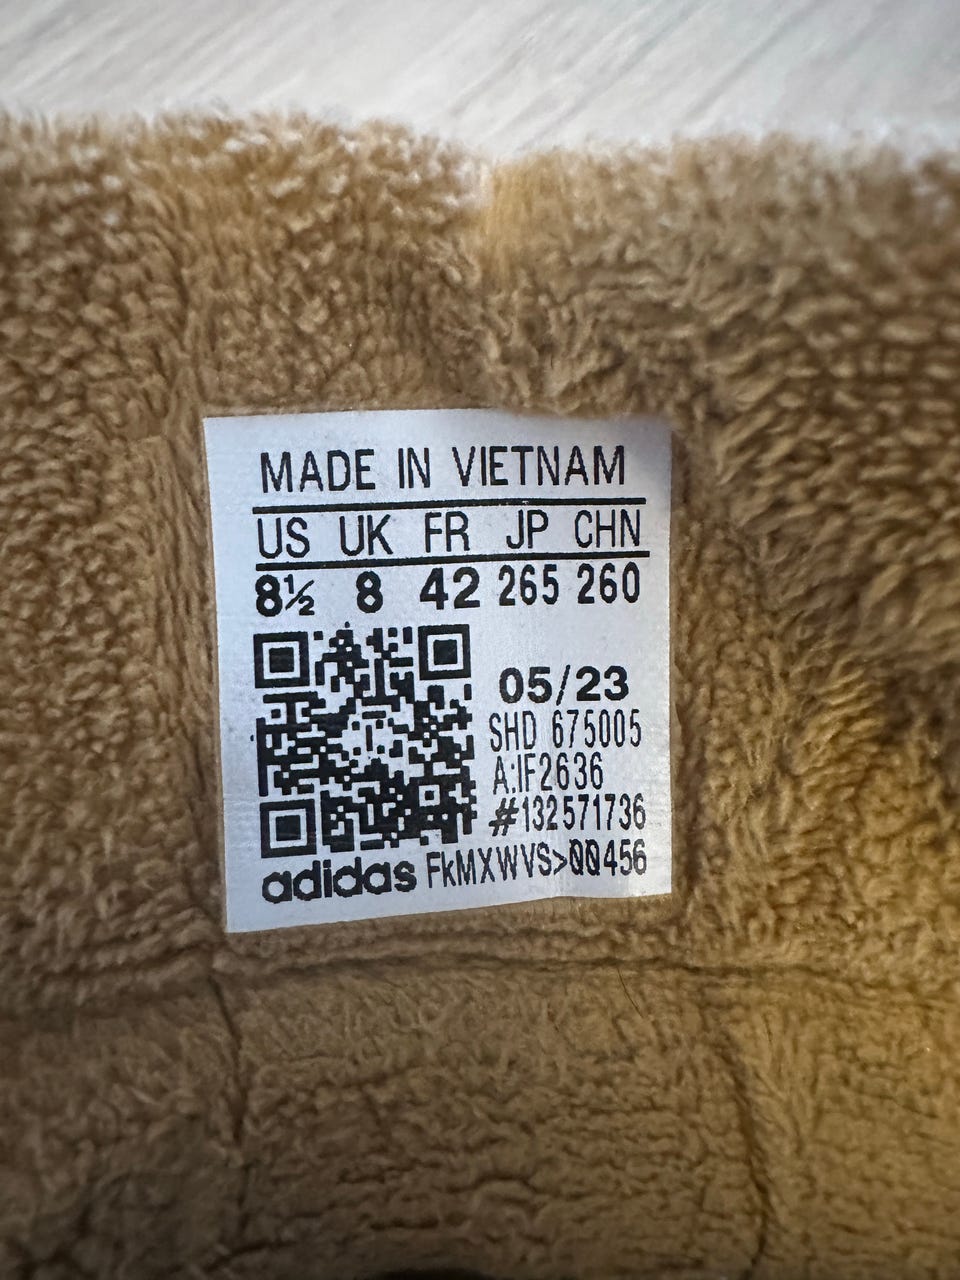 MADE IN VIETNAM
US UK FR JP CHN
8½ 8 42 265 260
05/23
SHD 675005
A:IF2636
#132571736
adidas FkMXWVS>00456